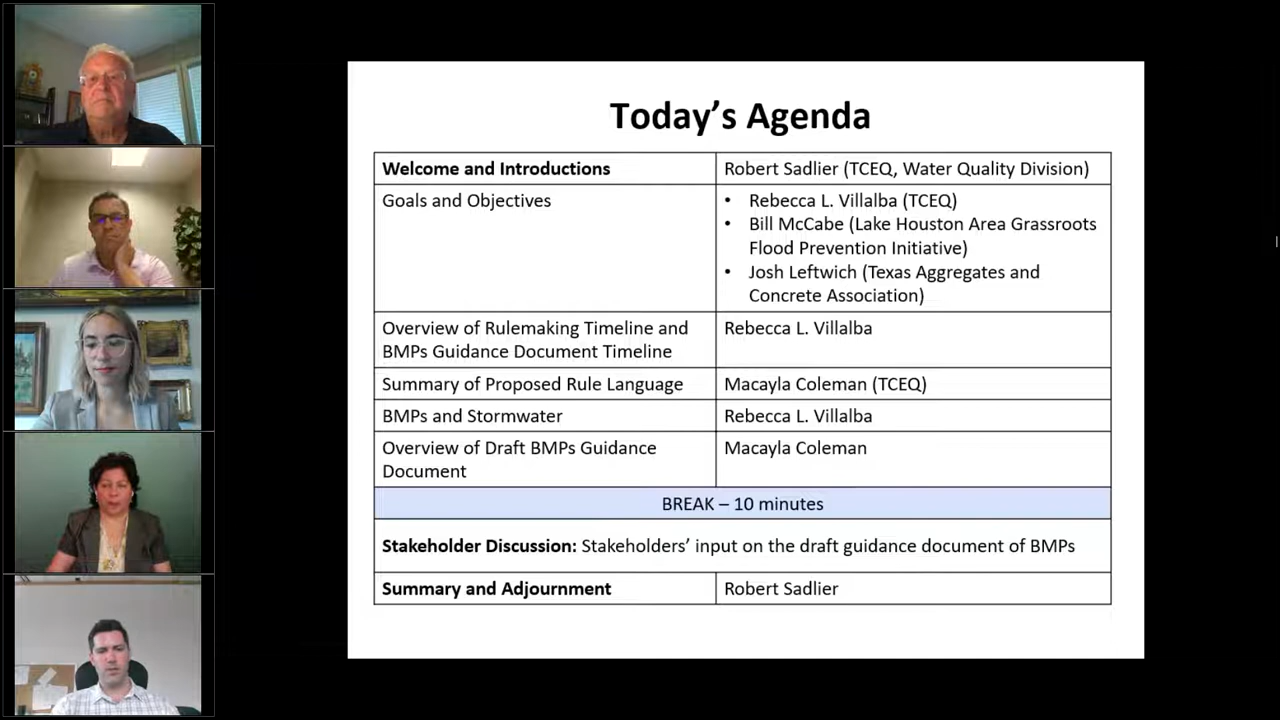 Today's Agenda
Welcome and Introductions
Robert Sadlier (TCEQ, Water Quality Division)
Goals and Objectives
• Rebecca L. Villalba (TCEQ)
• Bill McCabe (Lake Houston Area Grassroots
Flood Prevention Initiative)
• Josh Leftwich (Texas Aggregates and
Concrete Association)
Overview of Rulemaking Timeline and
BMPs Guidance Document Timeline
Rebecca L. Villalba
Summary of Proposed Rule Language
Macayla Coleman (TCEQ)
BMPs and Stormwater
Rebecca L. Villalba
Overview of Draft BMPs Guidance
Document
Macayla Coleman
BREAK – 10 minutes
Stakeholder Discussion: Stakeholders' input on the draft guidance document of BMPs
Summary and Adjournment
Robert Sadlier